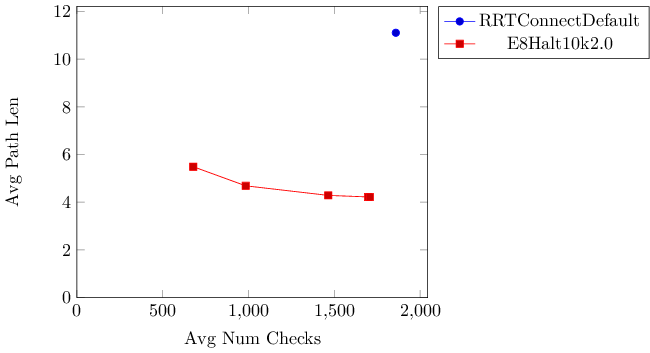 12
10
8
6
4
2
0
0 500 1,000 1,500 2,000
Avg Num Checks
Avg Path Len
RRTConnectDefault
E8Halt10k2.0